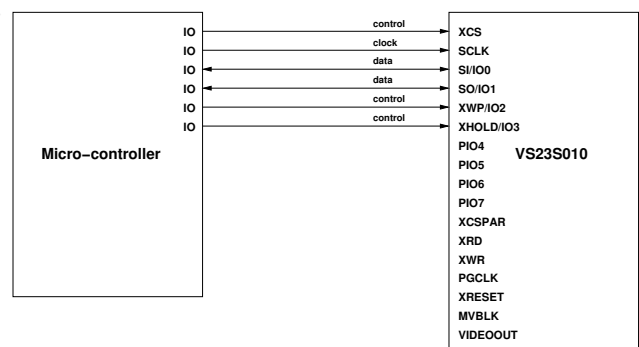 IO control XCS
IO clock SCLK
IO data SI/IO0
IO data SO/IO1
IO control XWP/IO2
IO control XHOLD/IO3
PIO4
Micro−controller PIO5 VS23S010
PIO6
PIO7
XCSPAR
XRD
XWR
PGCLK
XRESET
MVBLK
VIDEOOUT